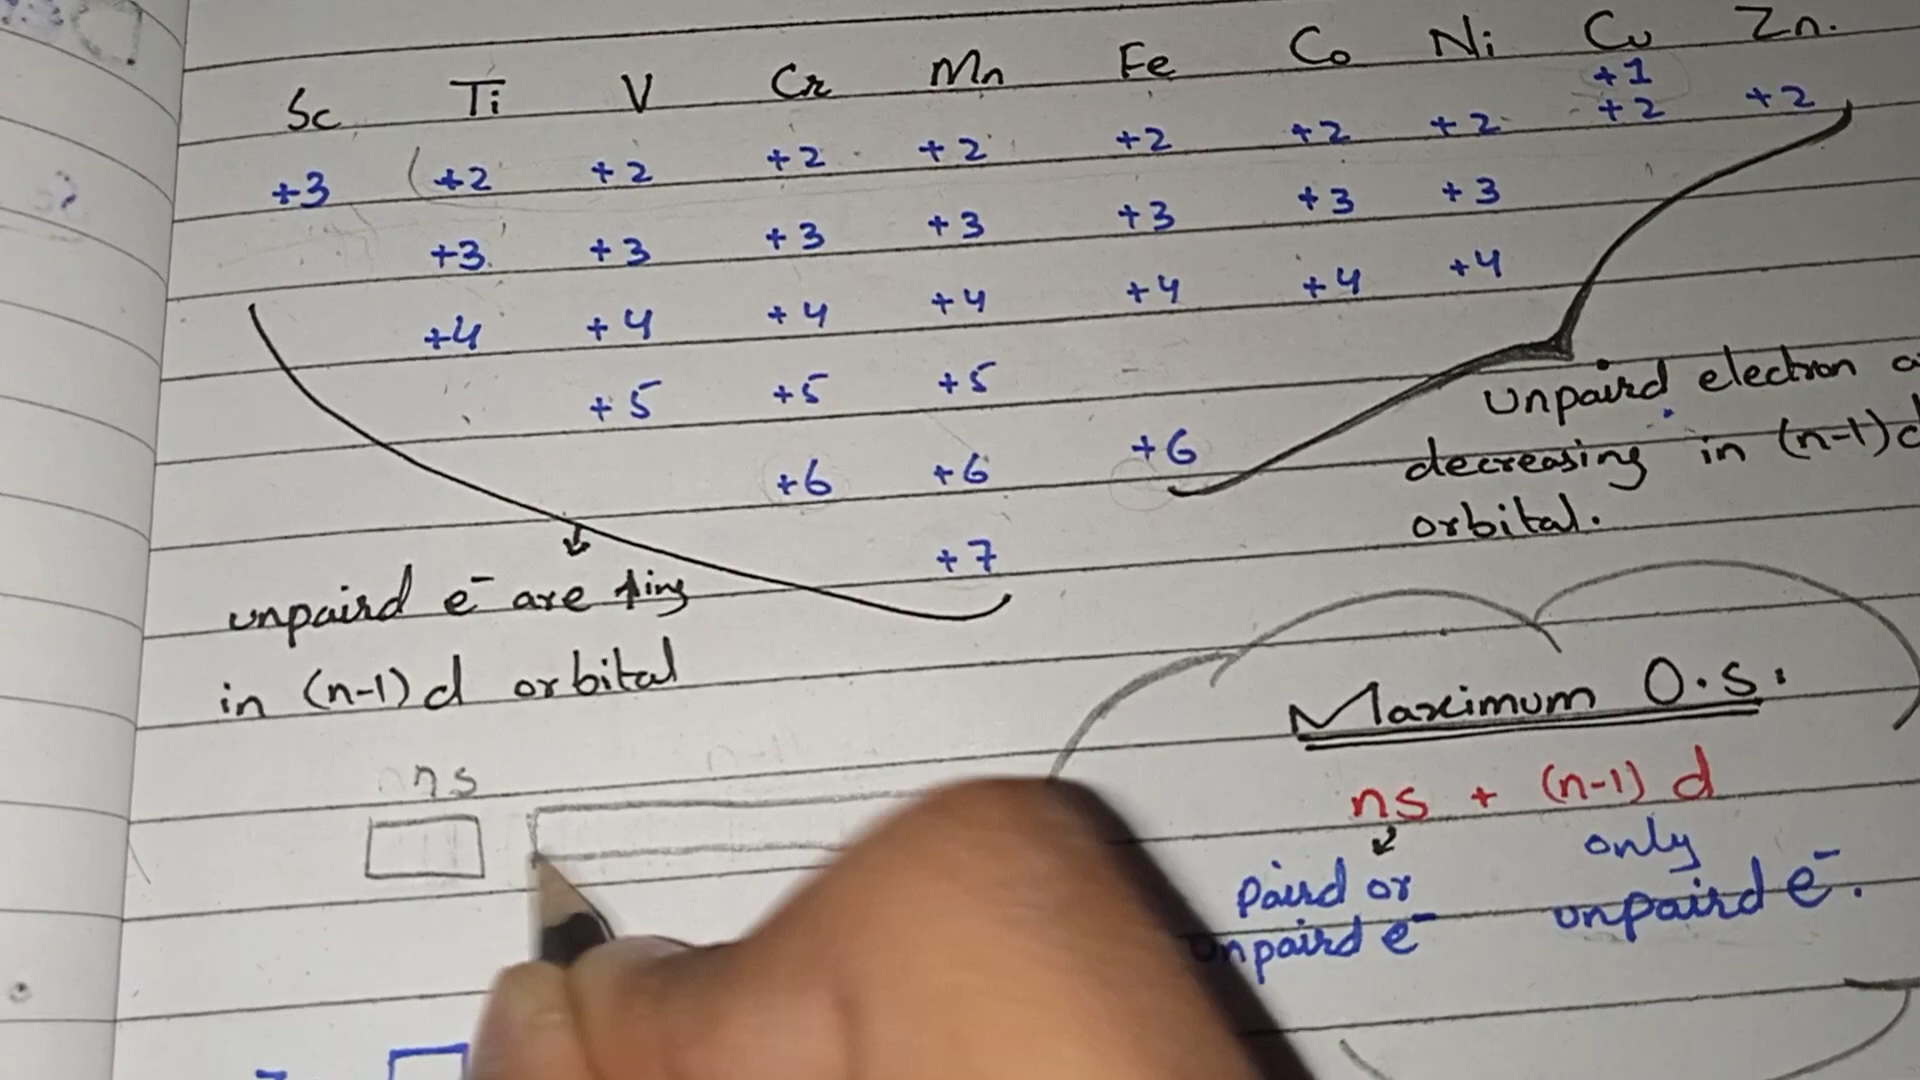 Sc Ti V Cr Mn Fe Co Ni Cu Zn.
+1
+3 +2 +2 +2 +2 +2 +2 +2 +2 +2
+3 +3 +3 +3 +3 +3 +3
+4 +4 +4 +4 +4 +4 +4
+5 +5 +5
+6 +6 +6
+7
unpaird electron a
decreasing in (n-1)d
orbital.
unpaird e⁻ are ↑ing
in (n-1)d orbital
Maximum O.S.
ns + (n-1) d
Paird or
unpaird e⁻
only
unpaird e⁻.
ns